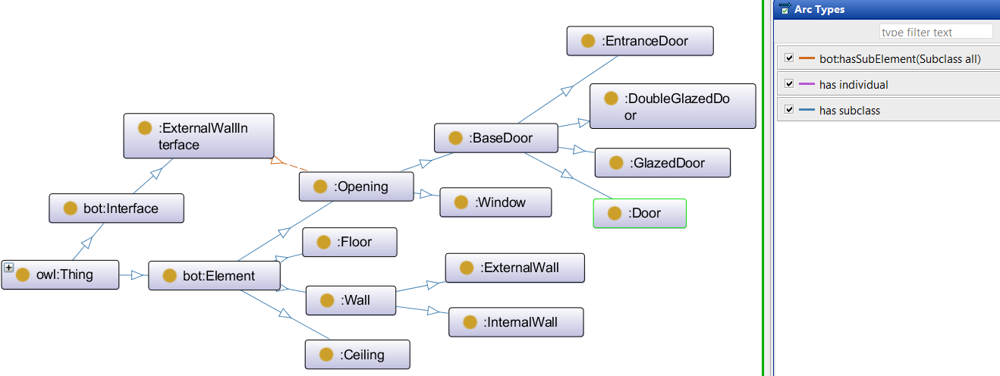 :EntranceDoor
:DoubleGlazedDo
or
:ExternalWallIn
terface
:BaseDoor
:GlazedDoor
:Opening
bot:Interface
:Window
:Door
:Floor
owl:Thing
bot:Element
:ExternalWall
:Wall
:InternalWall
:Ceiling
Arc Types
type filter text
bot:hasSubElement(Subclass all)
has individual
has subclass